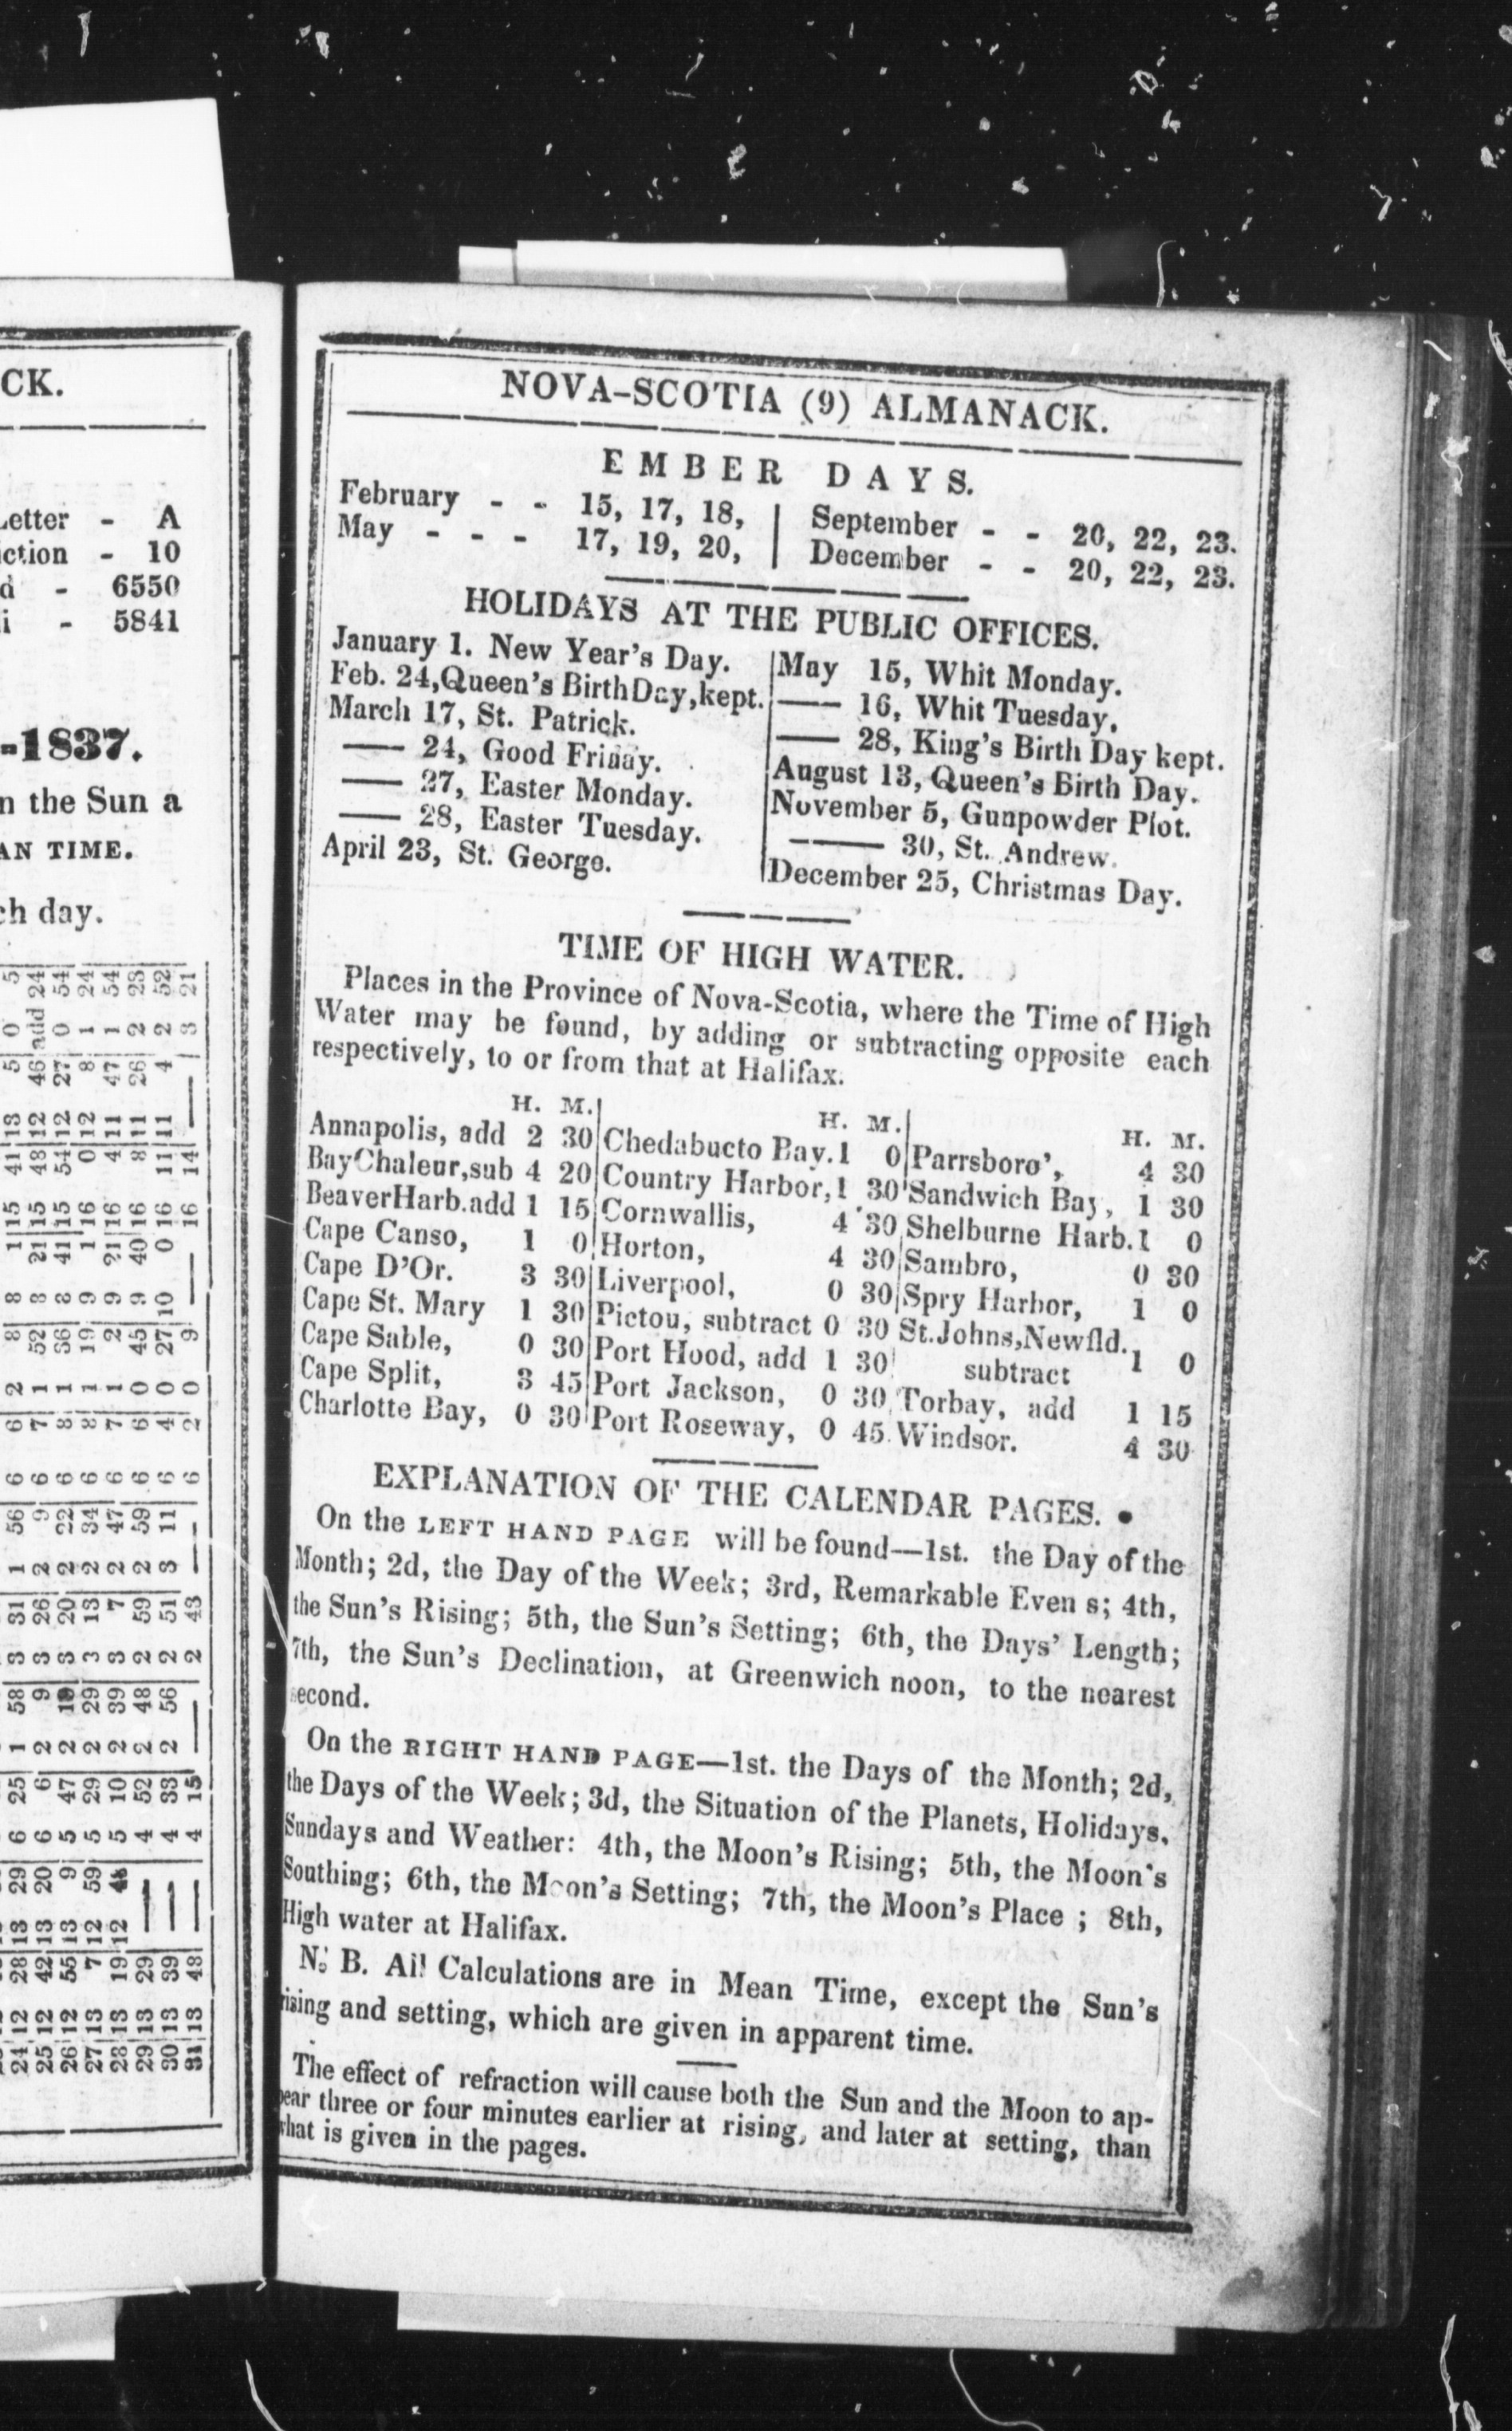 CK.
Letter - A
ction - 10
d - 6550
i - 5841
-1837.
n the Sun a
AN TIME.
ch day.
NOVA-SCOTIA (9) ALMANACK.
EMBER DAYS.
February - - 15, 17, 18,
May - - - 17, 19, 20,
September - - 20, 22, 23.
December - - 20, 22, 23.
HOLIDAYS AT THE PUBLIC OFFICES.
January 1. New Year's Day.
Feb. 24,Queen's BirthDay,kept.
March 17, St. Patrick.
—— 24, Good Friday.
—— 27, Easter Monday.
—— 28, Easter Tuesday.
April 23, St. George.
May 15, Whit Monday.
—— 16, Whit Tuesday,
—— 28, King's Birth Day kept.
August 13, Queen's Birth Day.
November 5, Gunpowder Plot.
——— 30, St. Andrew.
December 25, Christmas Day.
TIME OF HIGH WATER.
Places in the Province of Nova-Scotia, where the Time of High
Water may be found, by adding or subtracting opposite each
respectively, to or from that at Halifax.
H. M.
Annapolis, add 2 30
BayChaleur,sub 4 20
BeaverHarb.add 1 15
Cape Canso, 1 0
Cape D'Or. 3 30
Cape St. Mary 1 30
Cape Sable, 0 30
Cape Split, 3 45
Charlotte Bay, 0 30
H. M.
Chedabucto Bay.1 0
Country Harbor,1 30
Cornwallis, 4 30
Horton, 4 30
Liverpool, 0 30
Pictou, subtract 0 30
Port Hood, add 1 30
Port Jackson, 0 30
Port Roseway, 0 45
H. M.
Parrsboro', 4 30
Sandwich Bay, 1 30
Shelburne Harb.1 0
Sambro, 0 30
Spry Harbor, 1 0
St.Johns,Newfld.
subtract 1 0
Torbay, add 1 15
Windsor. 4 30
EXPLANATION OF THE CALENDAR PAGES.
On the LEFT HAND PAGE will be found—1st. the Day of the
Month; 2d, the Day of the Week; 3rd, Remarkable Even s; 4th,
the Sun's Rising; 5th, the Sun's Setting; 6th, the Days' Length;
7th, the Sun's Declination, at Greenwich noon, to the nearest
second.
On the RIGHT HAND PAGE—1st. the Days of the Month; 2d,
the Days of the Week; 3d, the Situation of the Planets, Holidays,
Sundays and Weather: 4th, the Moon's Rising; 5th, the Moon's
Southing; 6th, the Moon's Setting; 7th, the Moon's Place ; 8th,
High water at Halifax.
N. B. All Calculations are in Mean Time, except the Sun's
rising and setting, which are given in apparent time.
The effect of refraction will cause both the Sun and the Moon to ap-
pear three or four minutes earlier at rising, and later at setting, than
what is given in the pages.